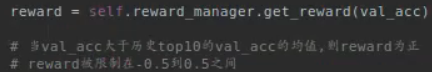 reward = self.reward_manager.get_reward(val_acc)
# 当val_acc大于历史top10的val_acc的均值,则reward为正
# reward被限制在-0.5到0.5之间